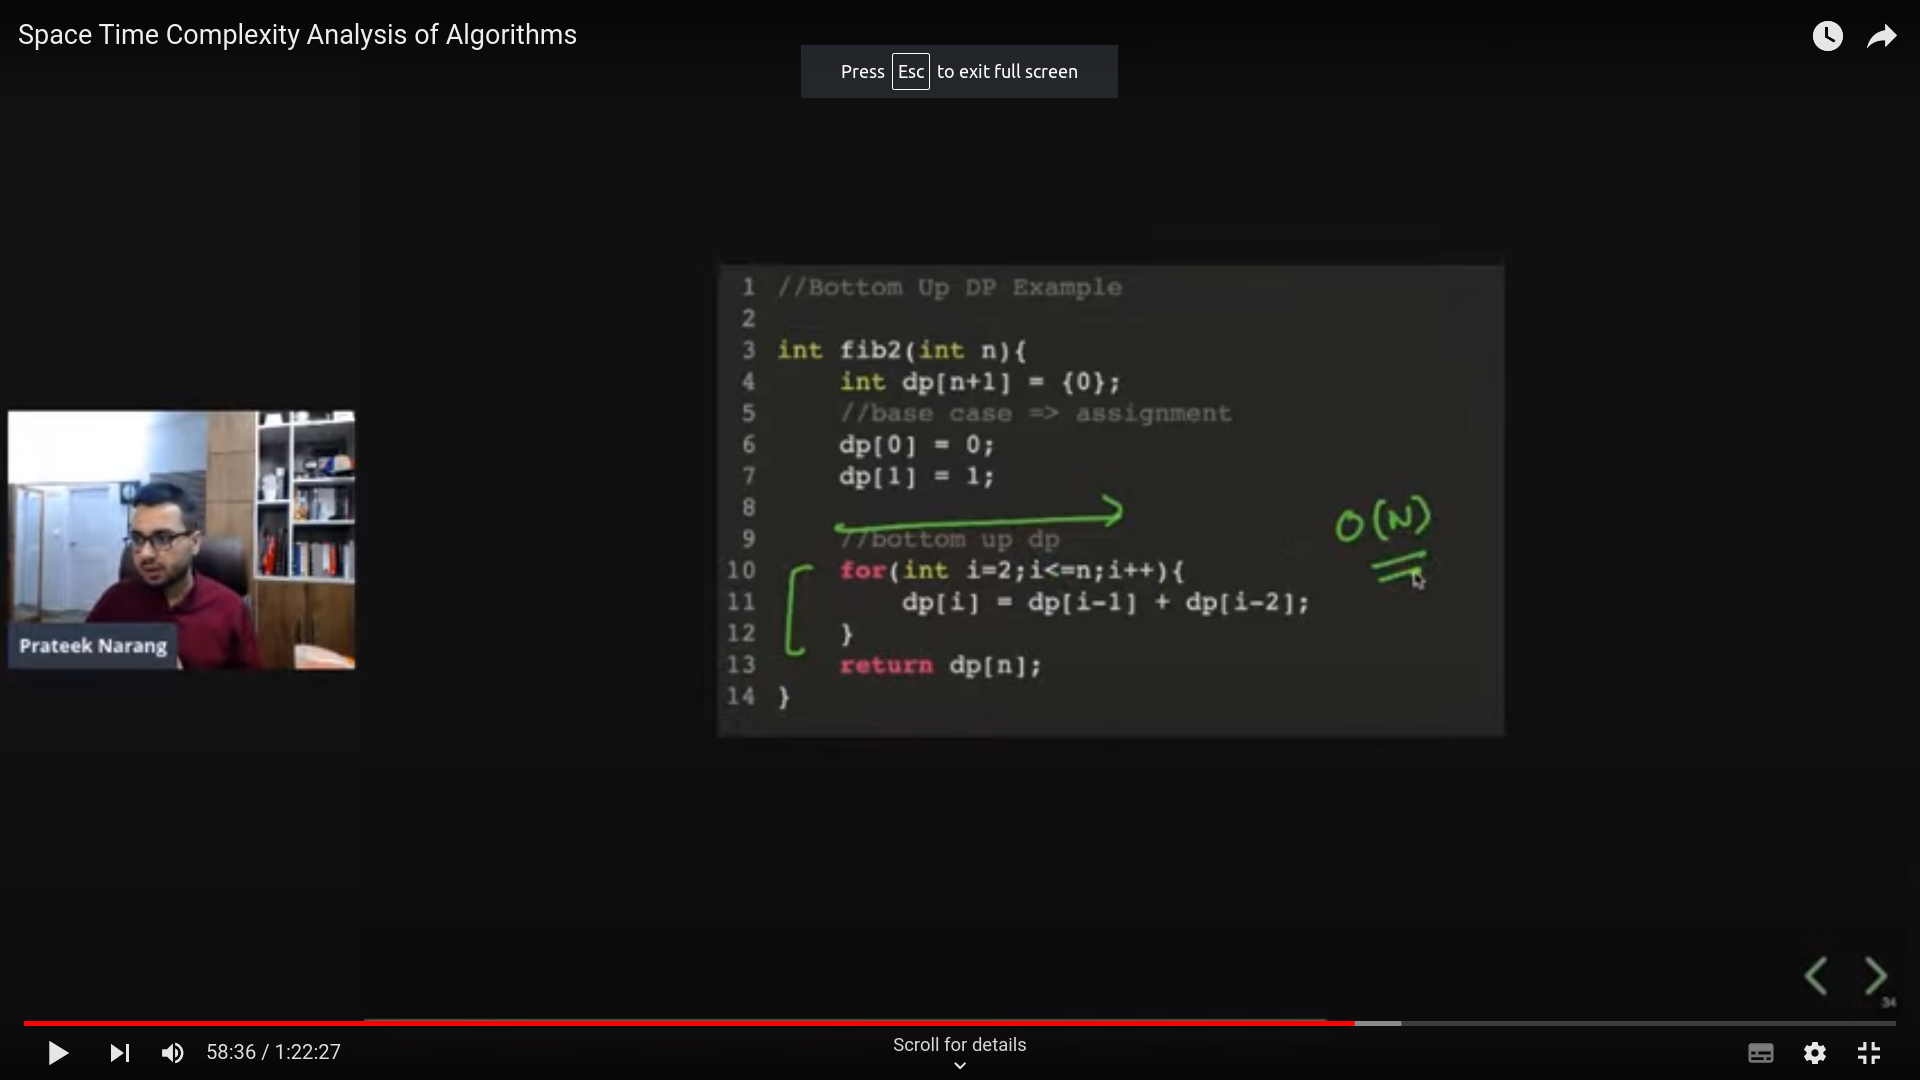 Space Time Complexity Analysis of Algorithms
Press Esc to exit full screen
1 //Bottom Up DP Example
2
3 int fib2(int n){
4 int dp[n+1] = {0};
5 //base case => assignment
6 dp[0] = 0;
7 dp[1] = 1;
8
9 //bottom up dp
10 for(int i=2;i<=n;i++){
11 dp[i] = dp[i-1] + dp[i-2];
12 }
13 return dp[n];
14 }
O(N)
Prateek Narang
34
58:36 / 1:22:27
Scroll for details